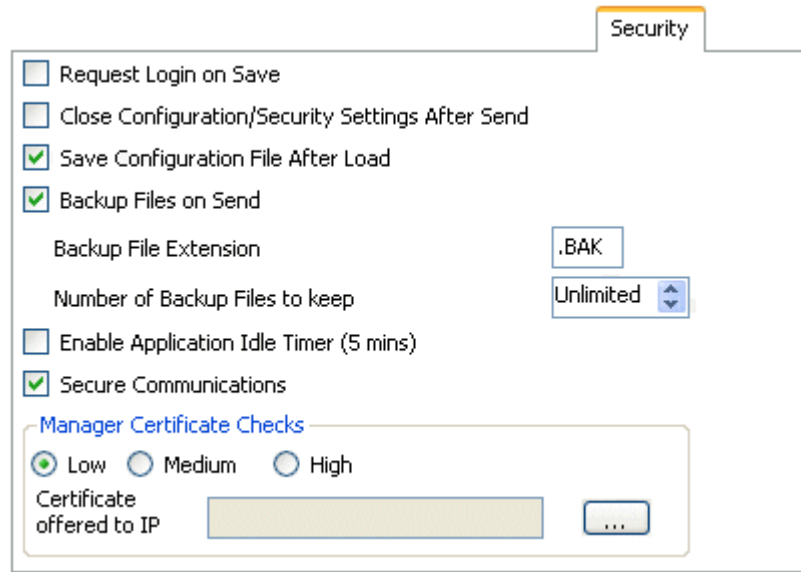 Security
Request Login on Save
Close Configuration/Security Settings After Send
Save Configuration File After Load
Backup Files on Send
Backup File Extension .BAK
Number of Backup Files to keep Unlimited
Enable Application Idle Timer (5 mins)
Secure Communications
Manager Certificate Checks
Low Medium High
Certificate
offered to IP ...